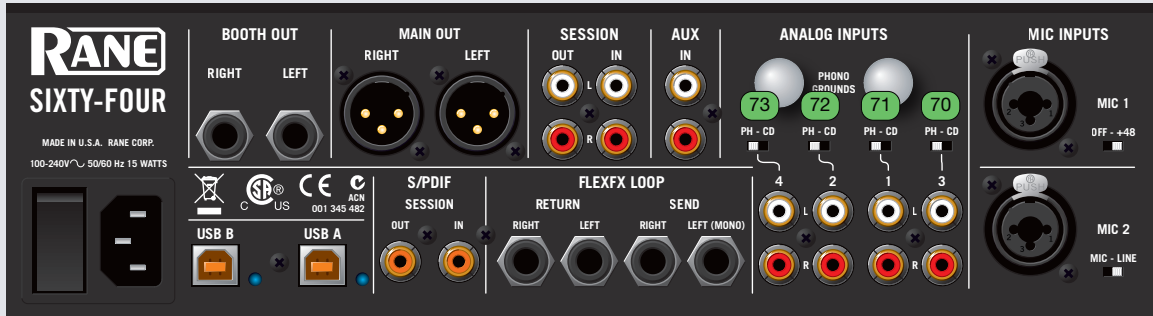 RANE
SIXTY-FOUR
MADE IN U.S.A. RANE CORP.
100-240V 50/60 Hz 15 WATTS
BOOTH OUT
RIGHT LEFT
MAIN OUT
RIGHT LEFT
SESSION
OUT IN
L
R
AUX
IN
ANALOG INPUTS
PHONO
GROUNDS
73 72 71 70
PH - CD PH - CD PH - CD PH - CD
4 2 1 3
L L
R R
MIC INPUTS
PUSH
MIC 1
OFF - +48
PUSH
MIC 2
MIC - LINE
C SA ® US
CE
ACN
001 345 482
USB B USB A
S/PDIF
SESSION
OUT IN
FLEXFX LOOP
RETURN SEND
RIGHT LEFT RIGHT LEFT (MONO)